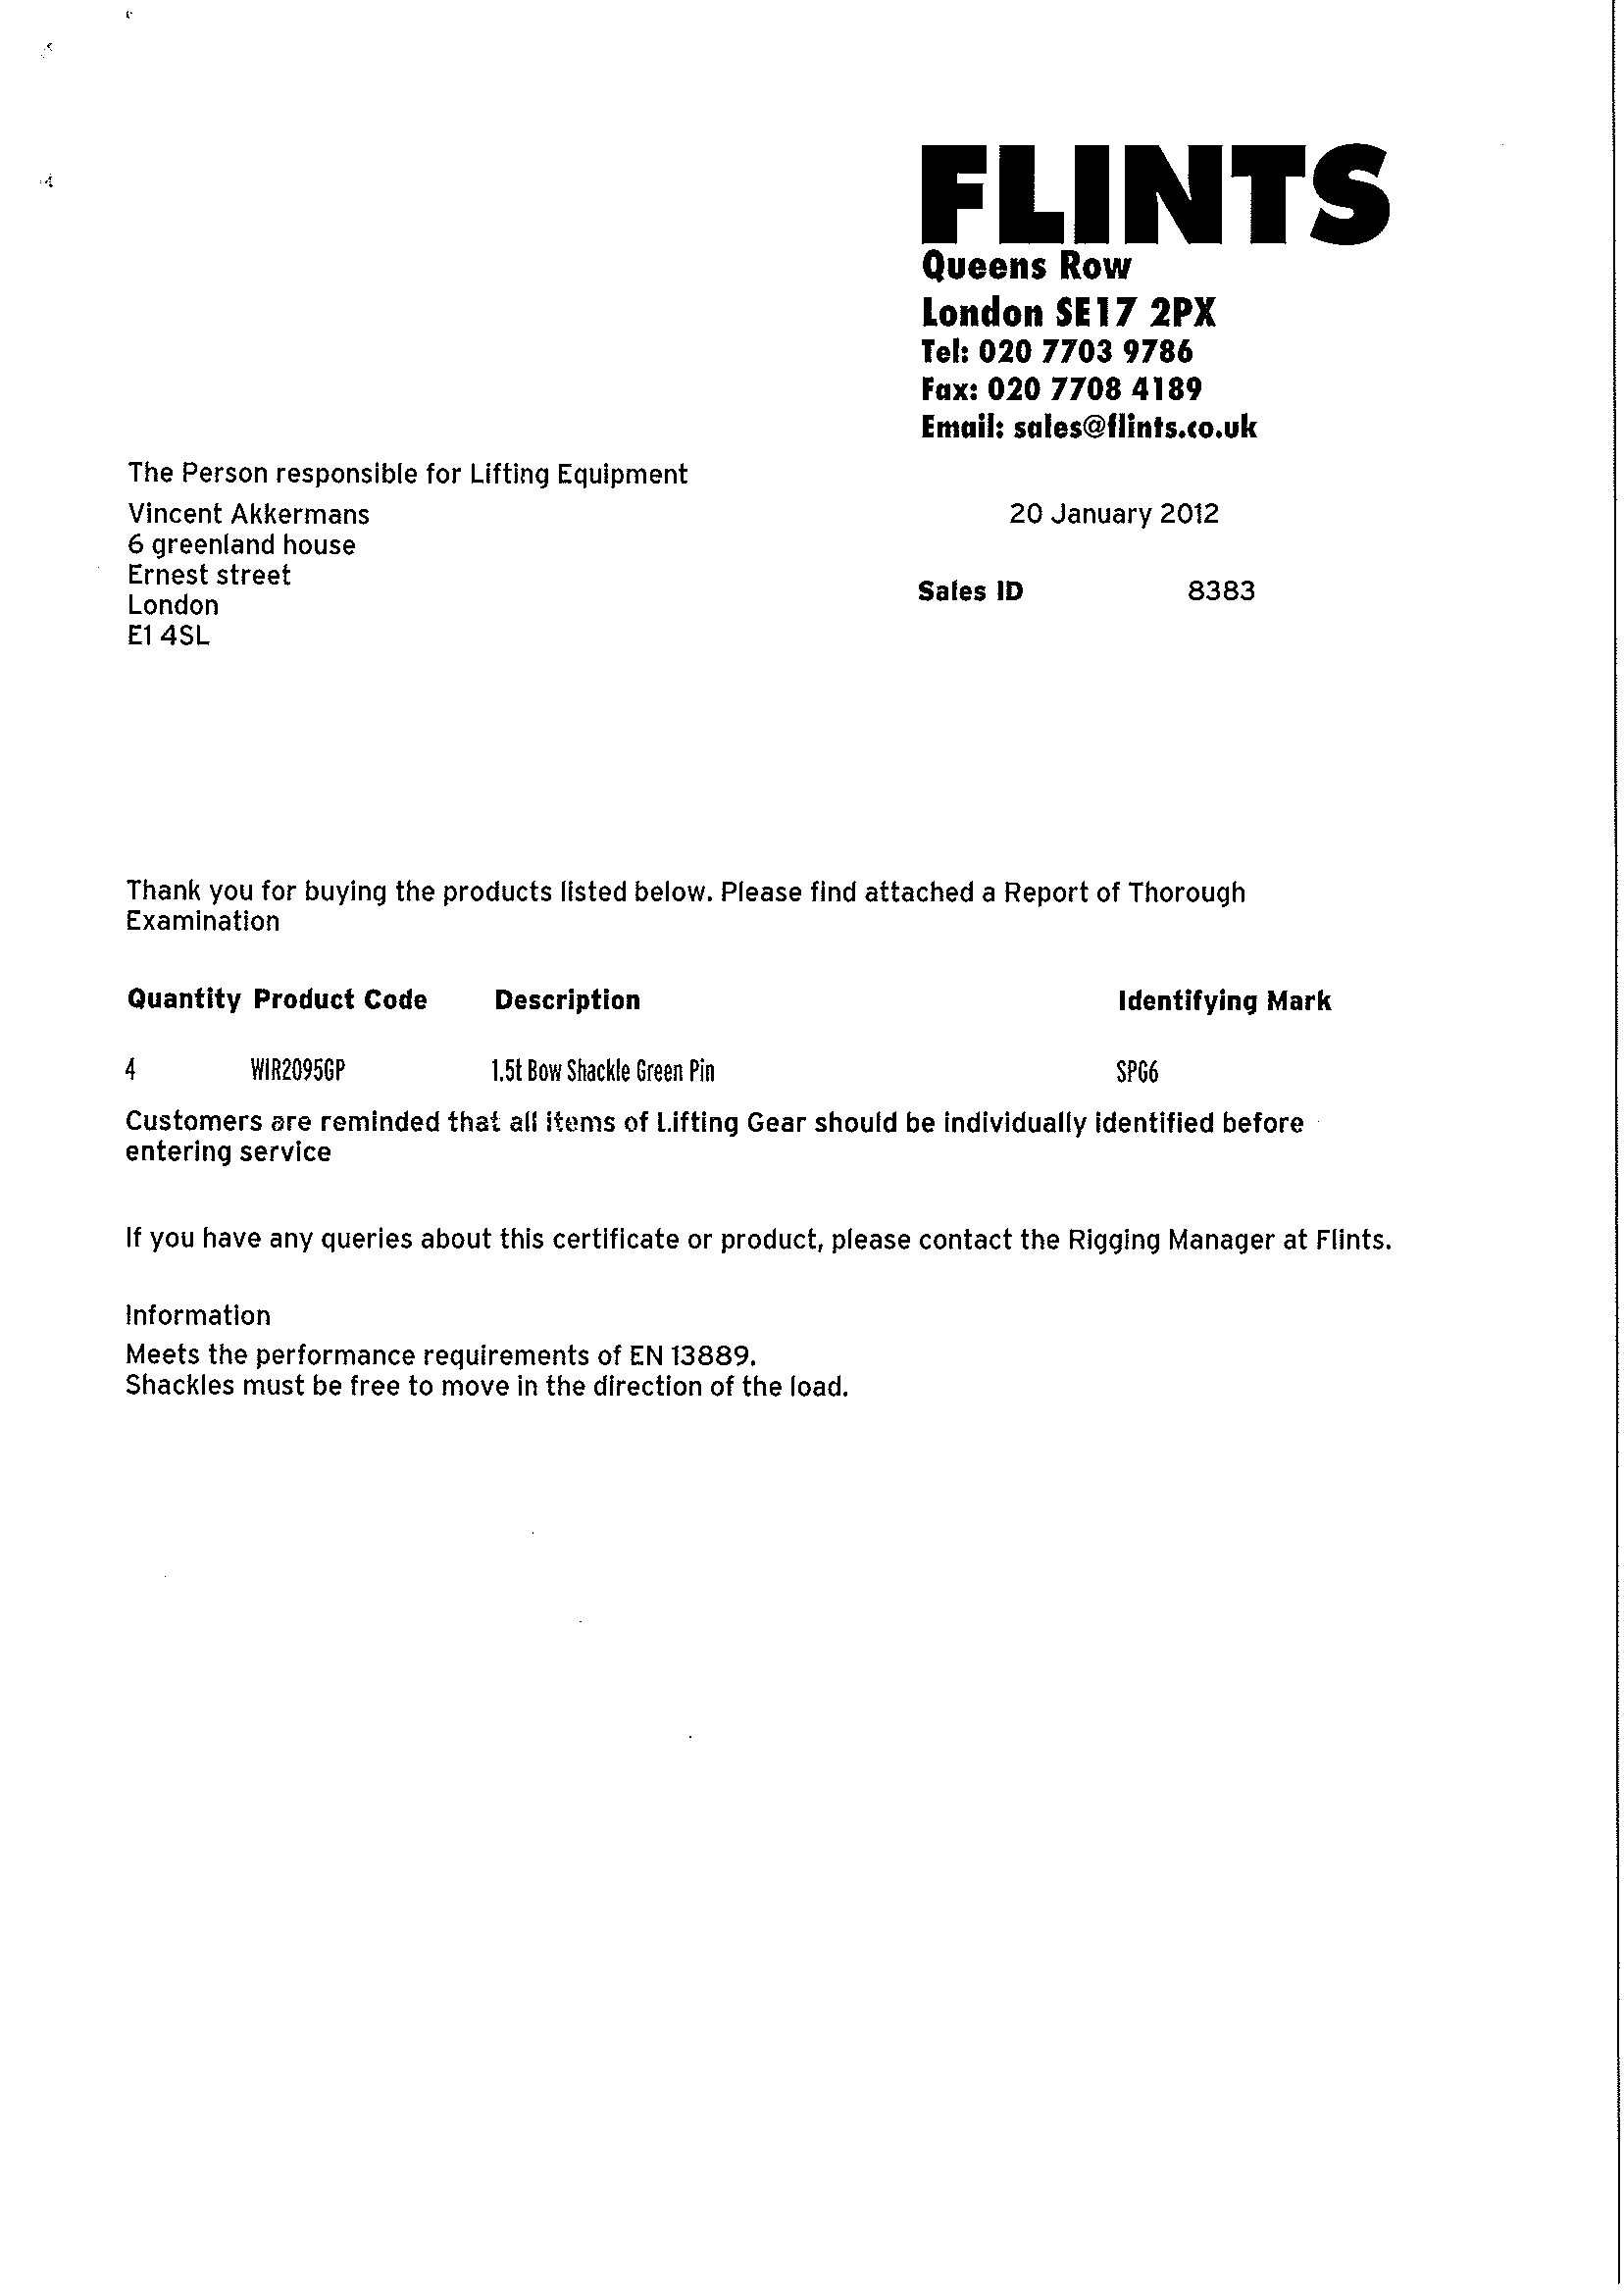 FLINTS
Queens Row
London SE17 2PX
Tel: 020 7703 9786
Fax: 020 7708 4189
Email: sales@flints.co.uk
The Person responsible for Lifting Equipment
Vincent Akkermans
20 January 2012
6 greenland house
Ernest street
Sales ID 8383
London
E1 4SL
Thank you for buying the products listed below. Please find attached a Report of Thorough
Examination
Quantity Product Code Description Identifying Mark
4 WIR2095GP 1.5t Bow Shackle Green Pin SPG6
Customers are reminded that all items of Lifting Gear should be individually identified before
entering service
If you have any queries about this certificate or product, please contact the Rigging Manager at Flints.
Information
Meets the performance requirements of EN 13889.
Shackles must be free to move in the direction of the load.